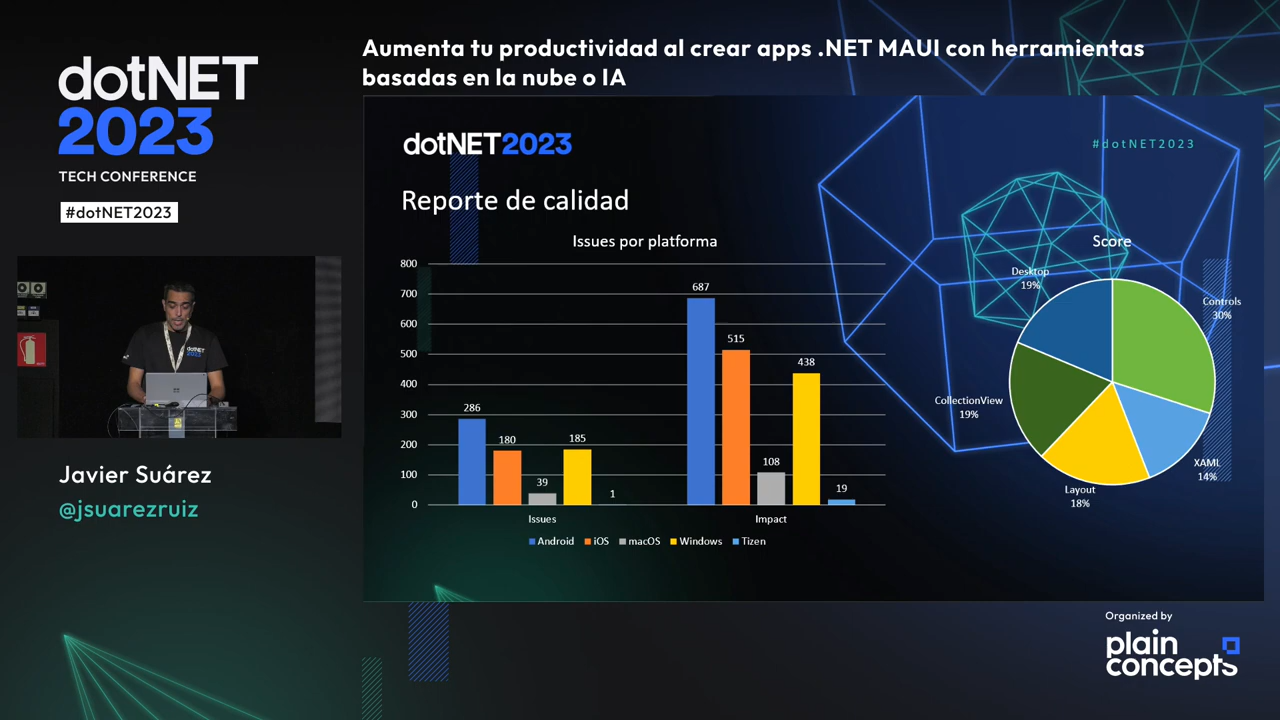 Aumenta tu productividad al crear apps .NET MAUI con herramientas
basadas en la nube o IA
dotNET
2023
TECH CONFERENCE
#dotNET2023
Javier Suárez
@jsuarezruiz
dotNET2023
#dotNET2023
Reporte de calidad
Issues por platforma
800
700
600
500
400
300
200
100
0
286
180
39
185
1
687
515
108
438
19
Issues
Impact
Android
iOS
macOS
Windows
Tizen
Score
Desktop
19%
Controls
30%
CollectionView
19%
XAML
14%
Layout
18%
Organized by
plain
concepts